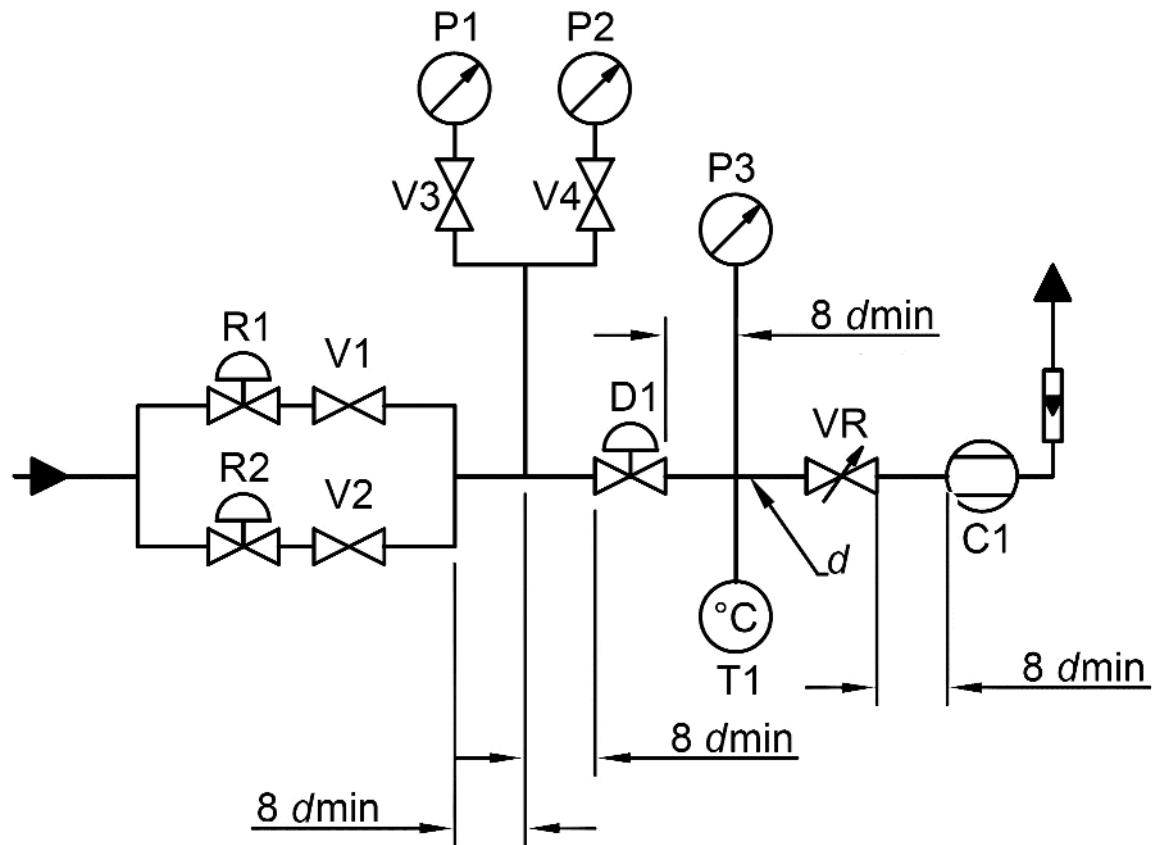 P1 P2
V3 V4
P3
8 dmin
R1 V1
D1 VR
R2 V2
C1
d
°C
T1
8 dmin
8 dmin
8 dmin